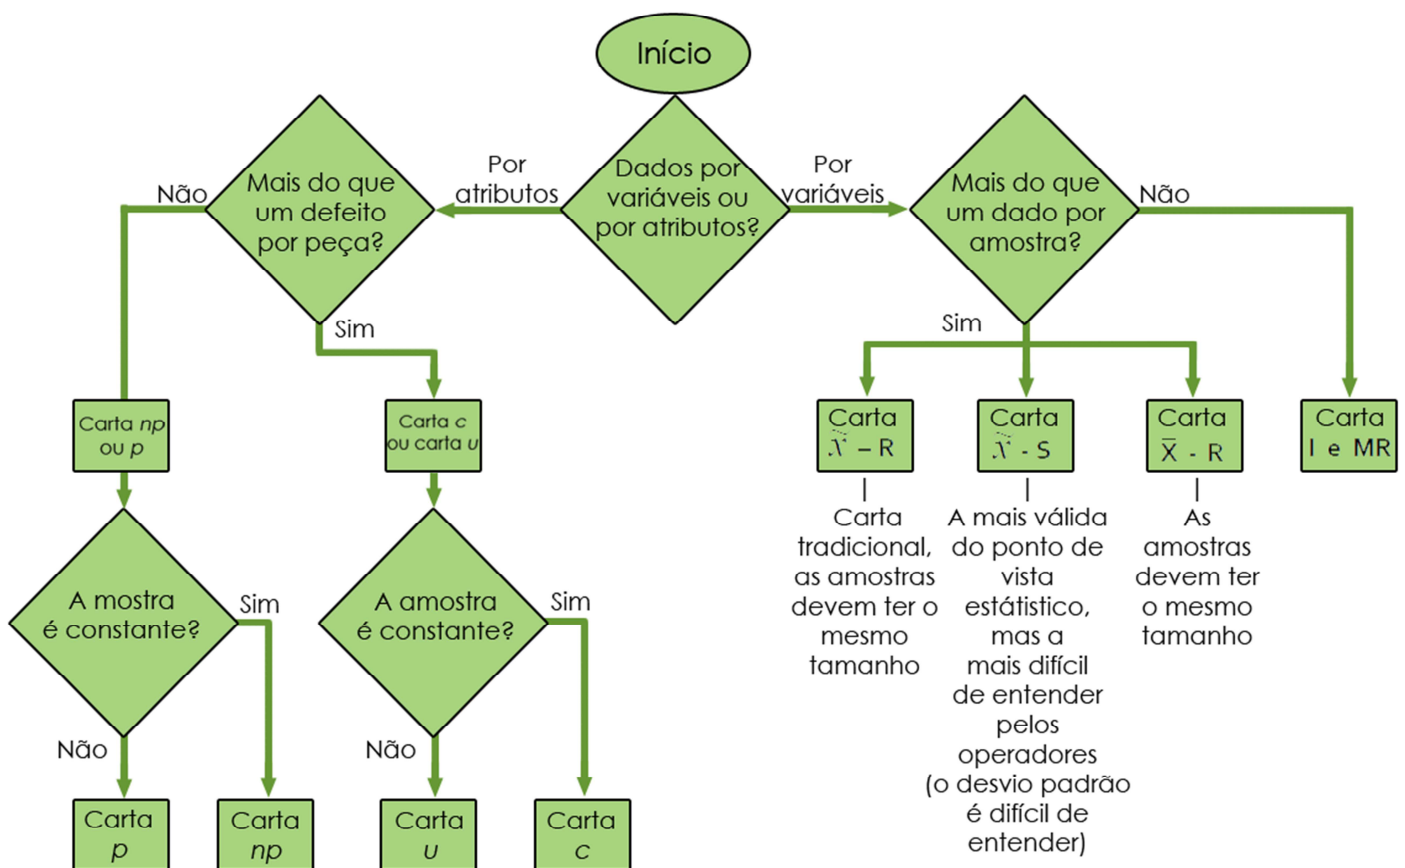 Início
Dados por
variáveis ou
por atributos?
Por
atributos
Por
variáveis
Mais do que
um defeito
por peça?
Não
Sim
Carta np
ou p
Carta c
ou carta u
A mostra
é constante?
Sim
Não
A amostra
é constante?
Sim
Não
Carta
p
Carta
np
Carta
u
Carta
c
Mais do que
um dado por
amostra?
Não
Sim
Carta
x̃ – R
Carta
x̃ - S
Carta
X̄ - R
Carta
I e MR
Carta
tradicional,
as amostras
devem ter o
mesmo
tamanho
A mais válida
do ponto de
vista
estátistico,
mas a
mais difícil
de entender
pelos
operadores
(o desvio padrão
é difícil de
entender)
As
amostras
devem ter
o mesmo
tamanho